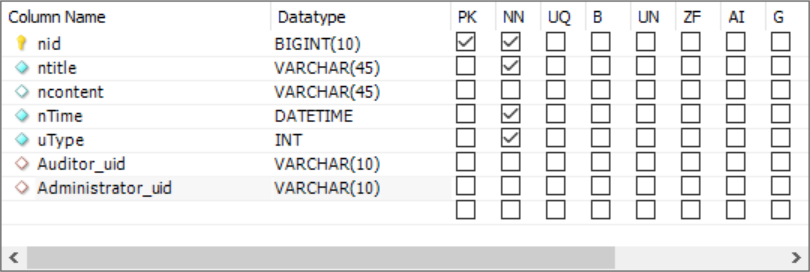 Column Name Datatype PK NN UQ B UN ZF AI G
nid BIGINT(10)
ntitle VARCHAR(45)
ncontent VARCHAR(45)
nTime DATETIME
uType INT
Auditor_uid VARCHAR(10)
Administrator_uid VARCHAR(10)